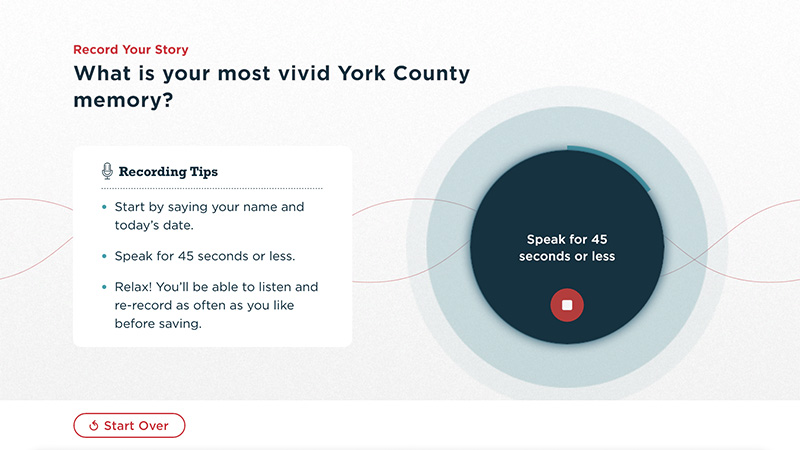 Record Your Story
What is your most vivid York County
memory?
Recording Tips
• Start by saying your name and
today’s date.
• Speak for 45 seconds or less.
• Relax! You’ll be able to listen and
re-record as often as you like
before saving.
Speak for 45
seconds or less
Start Over